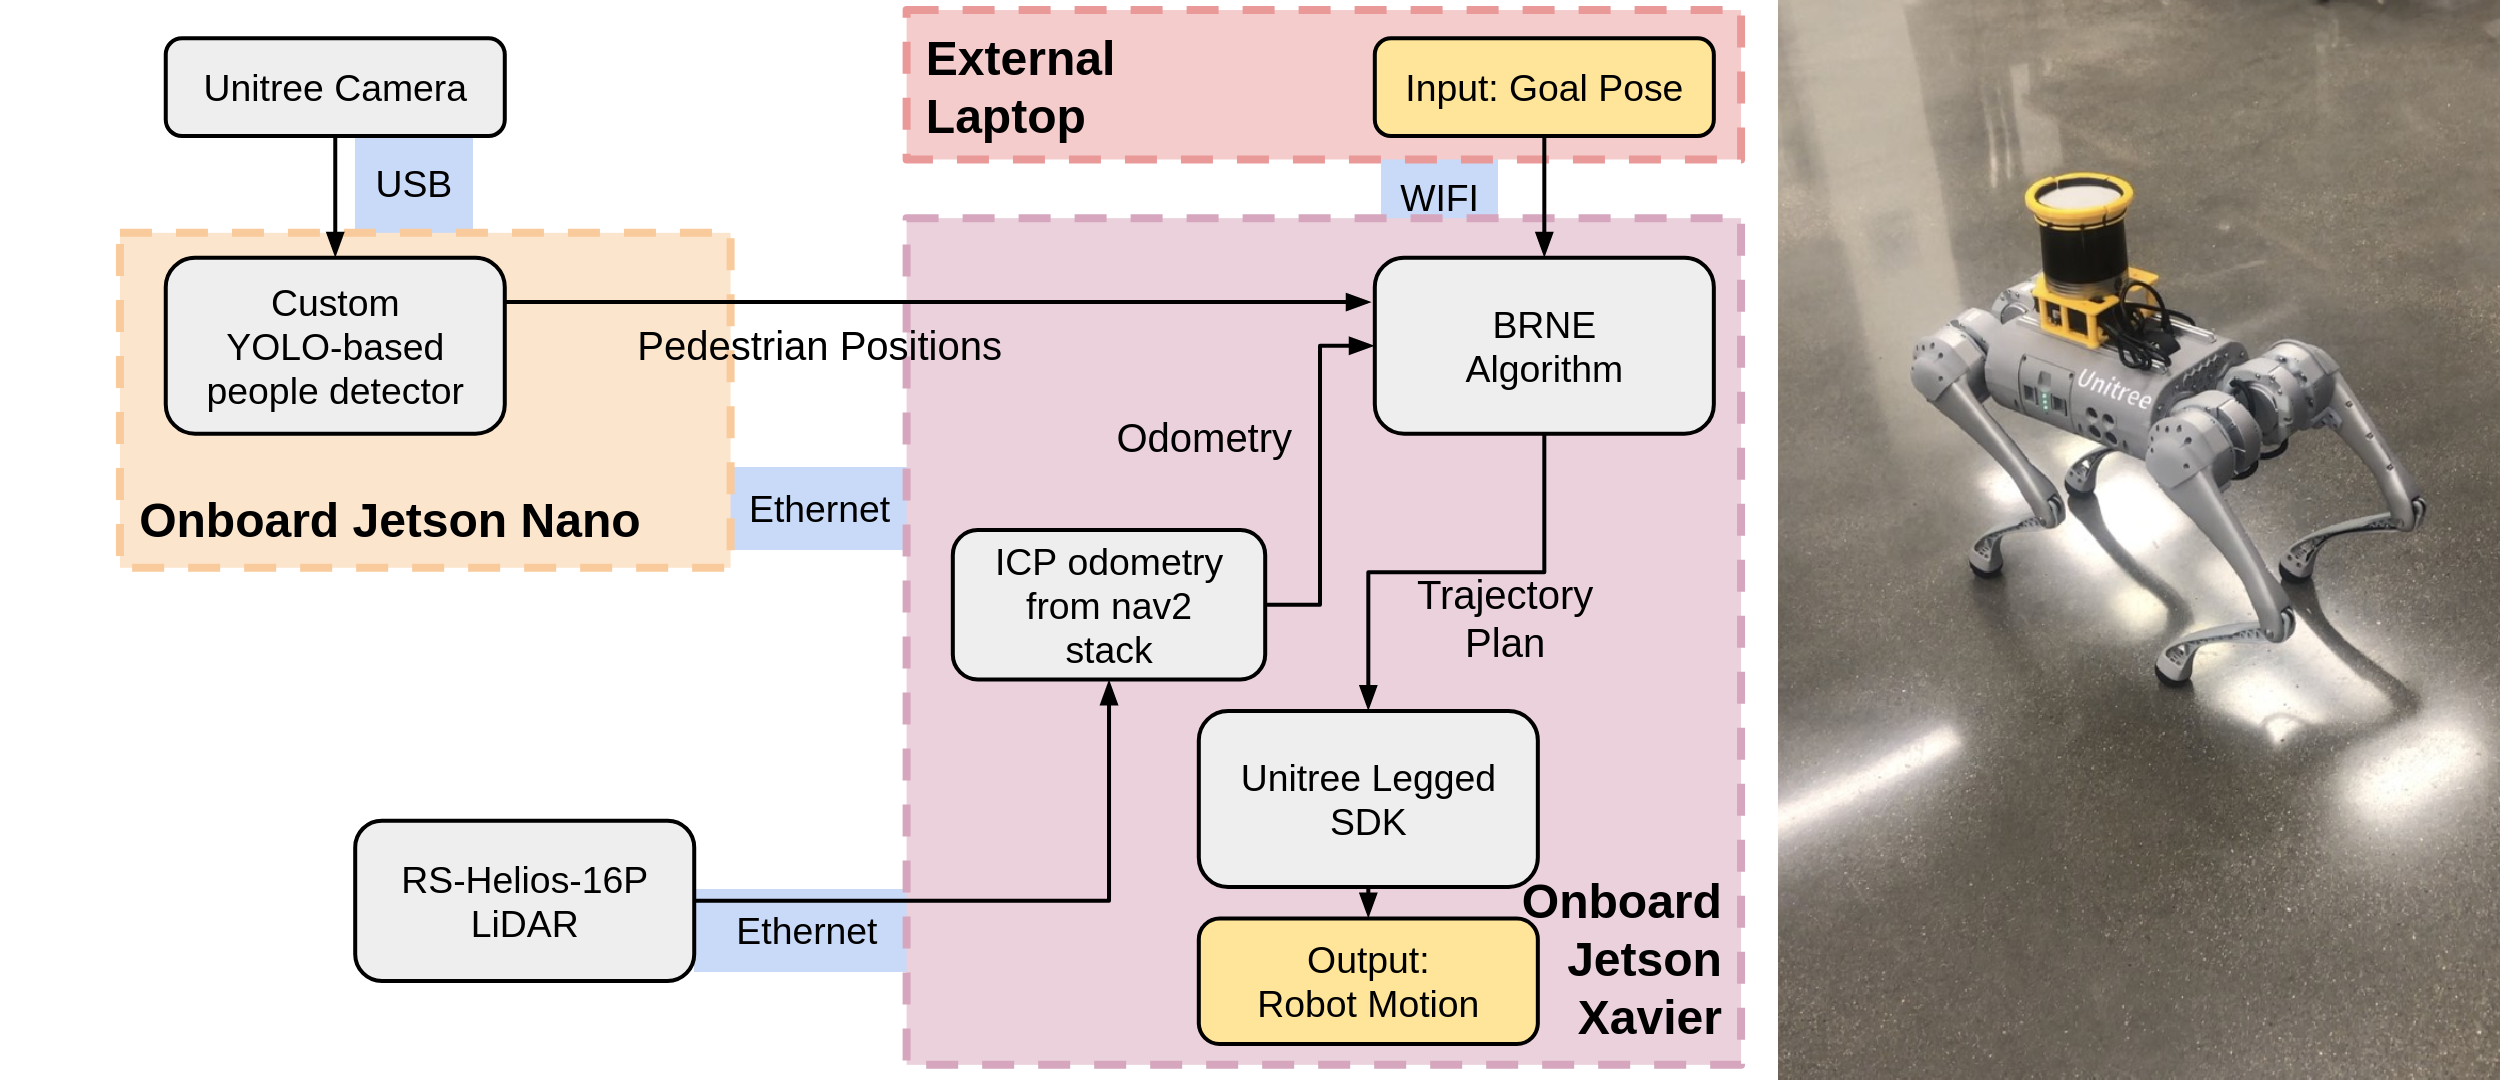 Unitree Camera
USB
External
Laptop
Input: Goal Pose
WIFI
Custom
YOLO-based
people detector
Pedestrian Positions
BRNE
Algorithm
Odometry
Onboard Jetson Nano
Ethernet
ICP odometry
from nav2
stack
Trajectory
Plan
Unitree Legged
SDK
RS-Helios-16P
LiDAR
Ethernet
Output:
Robot Motion
Onboard
Jetson
Xavier
Unitree